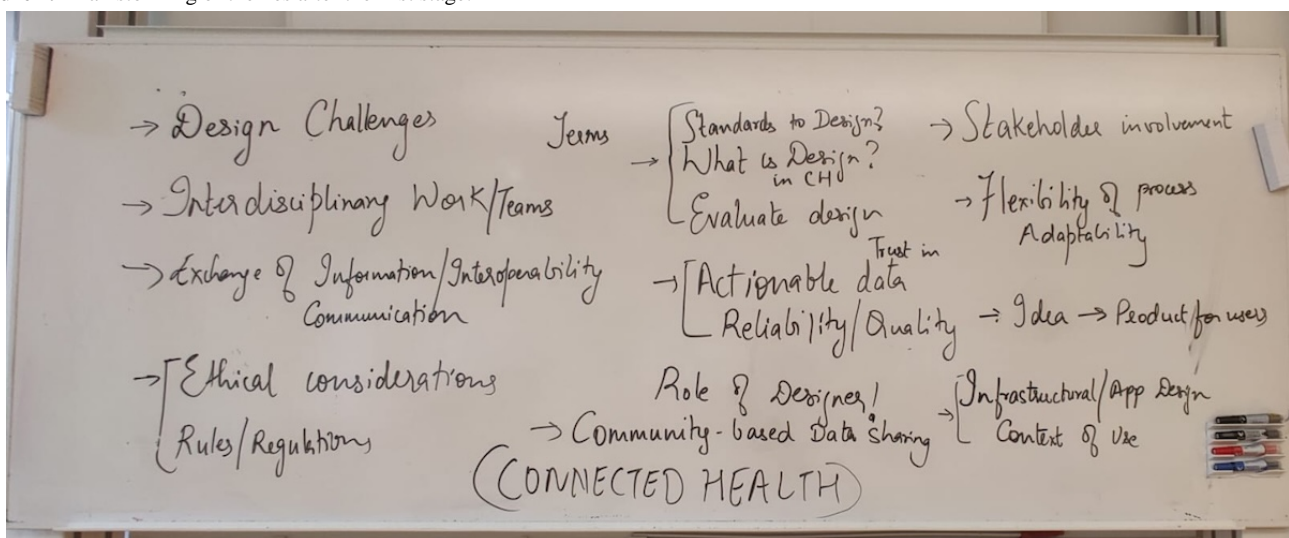 → Design Challenges
→ Interdisciplinary Work/Teams
→ Exchange of Information/Interoperability
Communication
→ Ethical considerations
Rules/Regulations
Terms
→ Standards to Design?
What is Design?
in CH
Evaluate design
Trust in
→ Actionable data
Reliability/Quality
Role of Designer/
→ Community-based Data Sharing
→ Stakeholder involvement
→ Flexibility of process
Adaptability
→ Idea → Product/for users
→ Infrastructural/App Design
Context of Use
(CONNECTED HEALTH)